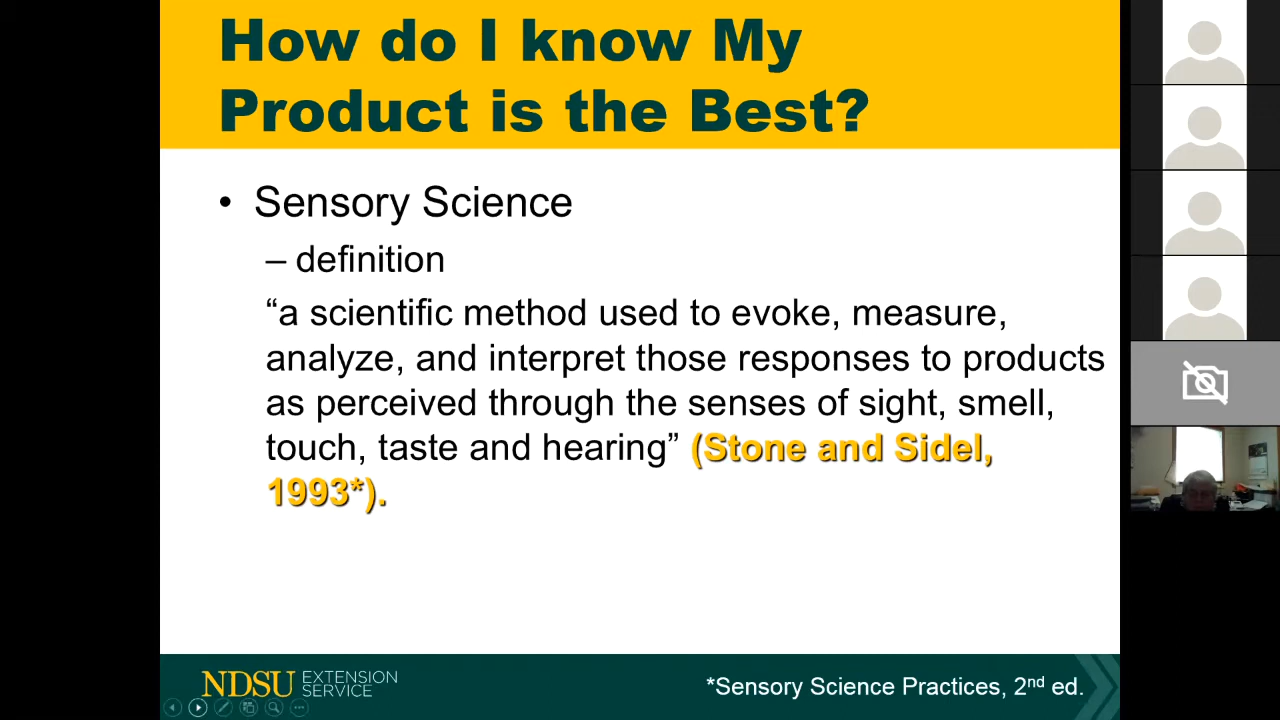 How do I know My
Product is the Best?
• Sensory Science
– definition
“a scientific method used to evoke, measure,
analyze, and interpret those responses to products
as perceived through the senses of sight, smell,
touch, taste and hearing” (Stone and Sidel,
1993*).
NDSU EXTENSION
SERVICE
*Sensory Science Practices, 2nd ed.